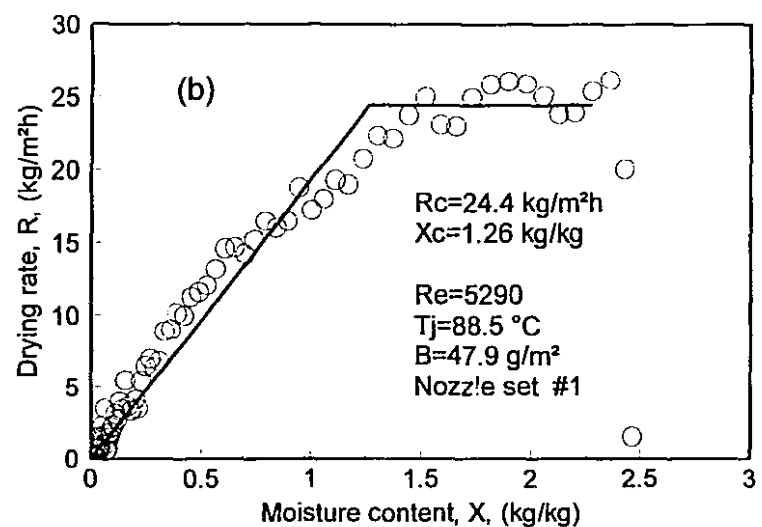 30
25
20
15
10
5
0
Drying rate, R, (kg/m²h)
(b)
Rc=24.4 kg/m²h
Xc=1.26 kg/kg
Re=5290
Tj=88.5 °C
B=47.9 g/m²
Nozz!e set #1
0 0.5 1 1.5 2 2.5 3
Moisture content, X, (kg/kg)